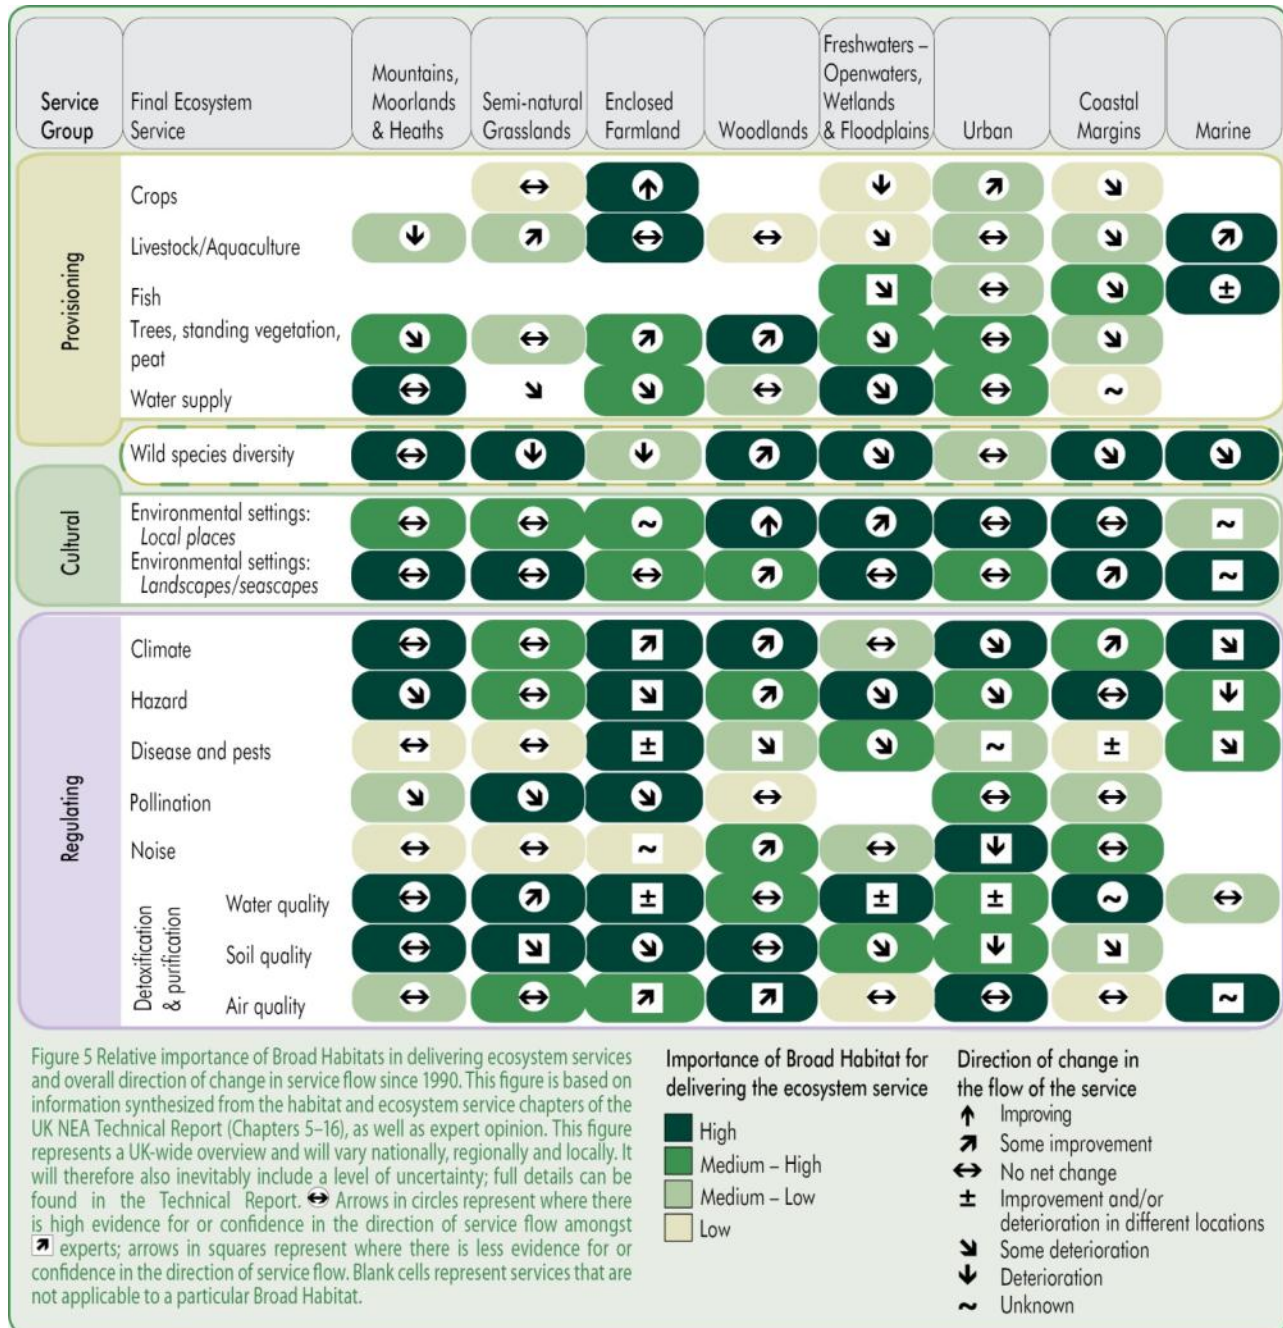 Service Group
Final Ecosystem Service
Mountains, Moorlands & Heaths
Semi-natural Grasslands
Enclosed Farmland
Woodlands
Freshwaters – Openwaters, Wetlands & Floodplains
Urban
Coastal Margins
Marine
Provisioning
Crops
Livestock/Aquaculture
Fish
Trees, standing vegetation,
peat
Water supply
Wild species diversity
Cultural
Environmental settings:
Local places
Environmental settings:
Landscapes/seascapes
Regulating
Climate
Hazard
Disease and pests
Pollination
Noise
Detoxification
& purification
Water quality
Soil quality
Air quality
Figure 5 Relative importance of Broad Habitats in delivering ecosystem services
and overall direction of change in service flow since 1990. This figure is based on
information synthesized from the habitat and ecosystem service chapters of the
UK NEA Technical Report (Chapters 5–16), as well as expert opinion. This figure
represents a UK-wide overview and will vary nationally, regionally and locally. It
will therefore also inevitably include a level of uncertainty; full details can be
found in the Technical Report. ↔ Arrows in circles represent where there
is high evidence for or confidence in the direction of service flow amongst
↗ experts; arrows in squares represent where there is less evidence for or
confidence in the direction of service flow. Blank cells represent services that are
not applicable to a particular Broad Habitat.
Importance of Broad Habitat for
delivering the ecosystem service
High
Medium – High
Medium – Low
Low
Direction of change in
the flow of the service
↑ Improving
↗ Some improvement
↔ No net change
± Improvement and/or
deterioration in different locations
↘ Some deterioration
↓ Deterioration
~ Unknown